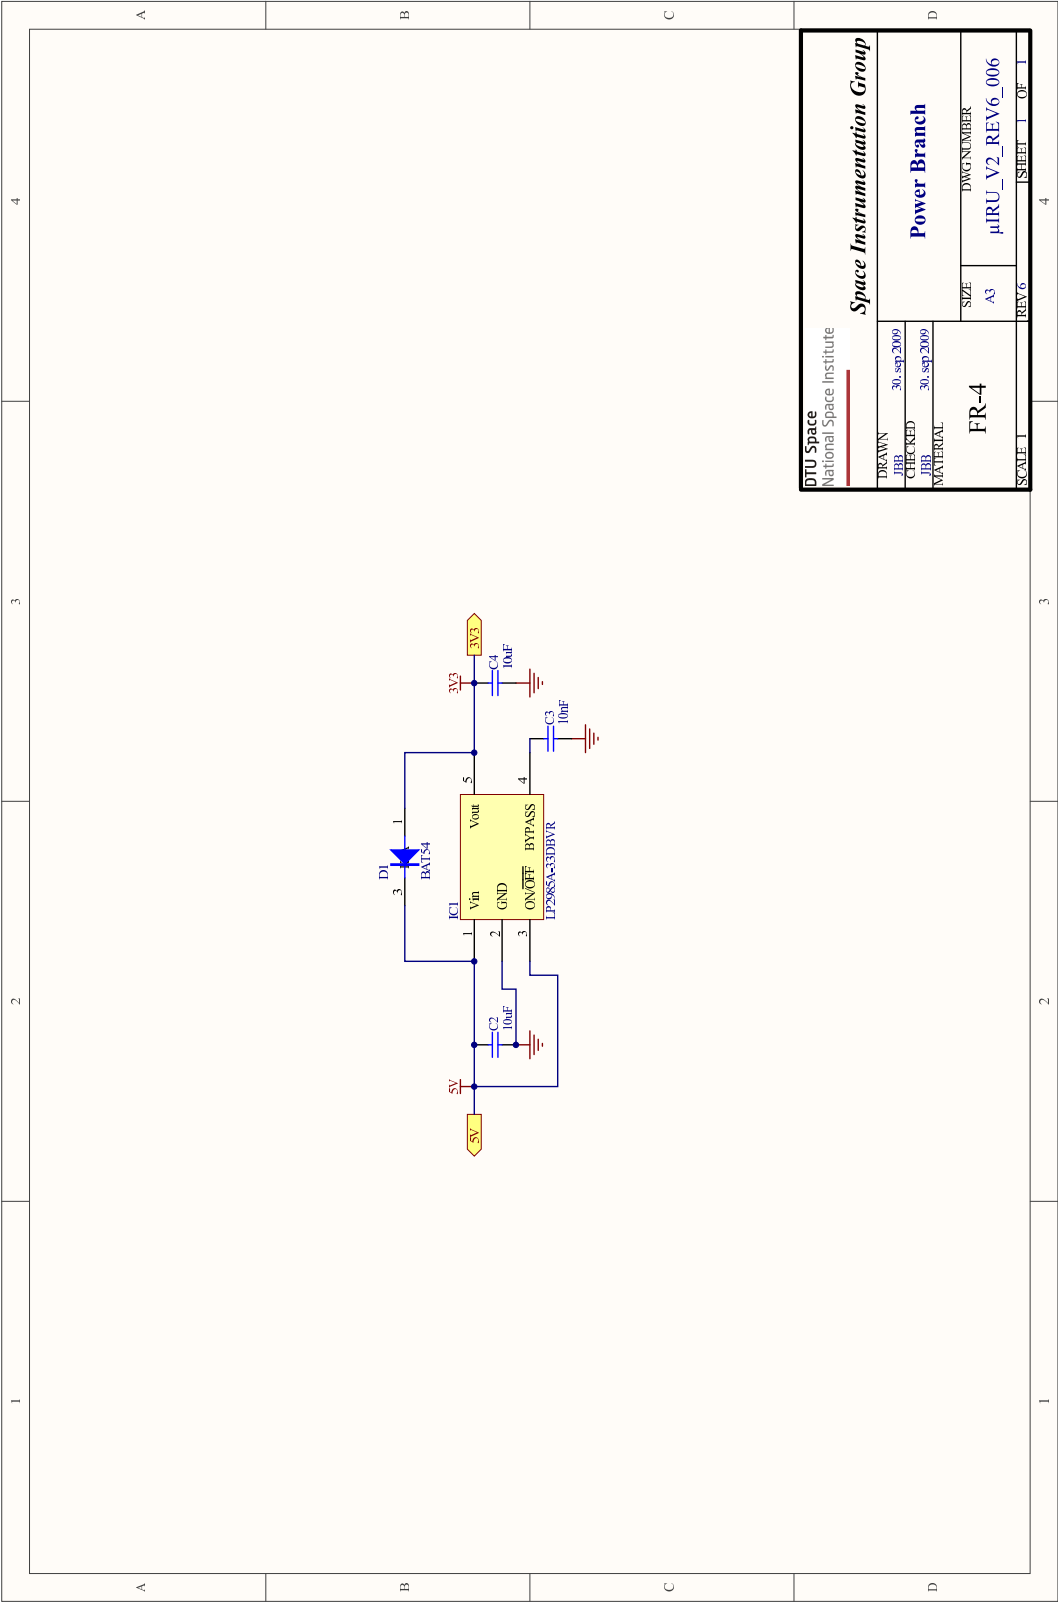 A
B
C
D
1
2
3
4
D1
3
1
BAT54
IC1
Vin
GND
ON/OFF
Vout
BYPASS
1
2
3
5
4
LP2985A-33DBVR
5V
5V
C2
10uF
C3
10nF
C4
10uF
3V3
3V3
DTU Space
National Space Institute
Space Instrumentation Group
DRAWN
JBB 30. sep 2009
CHECKED
JBB 30. sep 2009
MATERIAL
FR-4
Power Branch
SIZE
A3
DWG NUMBER
µIRU_V2_REV6_006
SCALE 1 REV 6 SHEET 1 OF 1
1
2
3
4
A
B
C
D